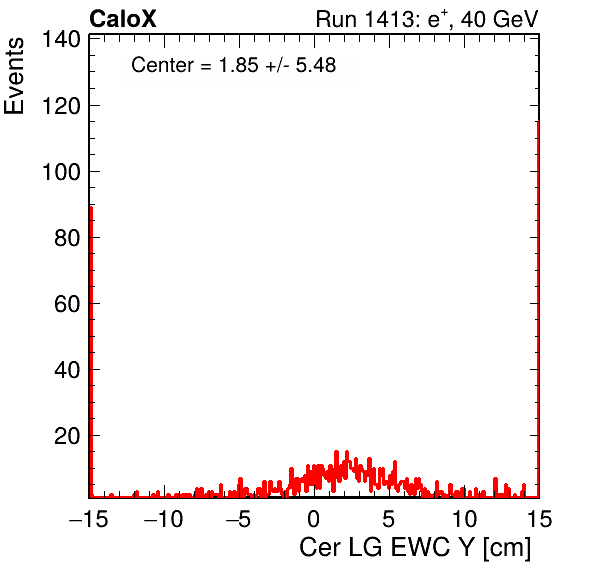 CaloX Run 1413: e⁺, 40 GeV
Center = 1.85 +/- 5.48
Events
140
120
100
80
60
40
20
−15 −10 −5 0 5 10 15
Cer LG EWC Y [cm]